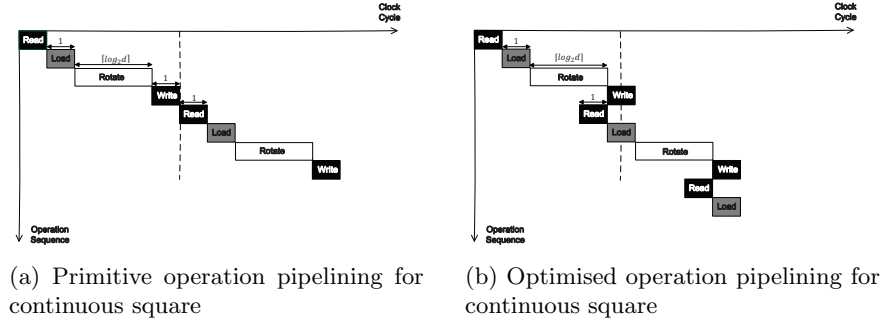 Clock
Cycle
Read
1
Load
⌈log₂d⌉
Rotate
1
Write
1
Read
Load
Rotate
Write
Operation
Sequence
(a) Primitive operation pipelining for
continuous square
Clock
Cycle
Read
1
Load
⌈log₂d⌉
Rotate
Write
1
Read
Load
Rotate
Write
Read
Load
Operation
Sequence
(b) Optimised operation pipelining for
continuous square